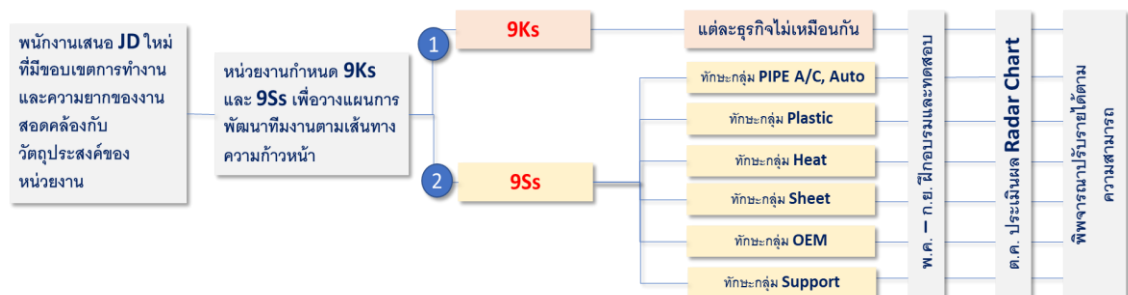 พนักงานเสนอ JD ใหม่
ที่มีขอบเขตการทำงาน
และความยากของงาน
สอดคล้องกับ
วัตถุประสงค์ของ
หน่วยงาน
หน่วยงานกำหนด 9Ks
และ 9Ss เพื่อวางแผนการ
พัฒนาทีมงานตามเส้นทาง
ความก้าวหน้า
1
9Ks
แต่ละธุรกิจไม่เหมือนกัน
2
9Ss
ทักษะกลุ่ม PIPE A/C, Auto
ทักษะกลุ่ม Plastic
ทักษะกลุ่ม Heat
ทักษะกลุ่ม Sheet
ทักษะกลุ่ม OEM
ทักษะกลุ่ม Support
พ.ค. – ก.ย. ฝึกอบรมและทดสอบ
ต.ค. ประเมินผล Radar Chart
พิพจารณาปรับรายได้ตาม
ความสามารถ